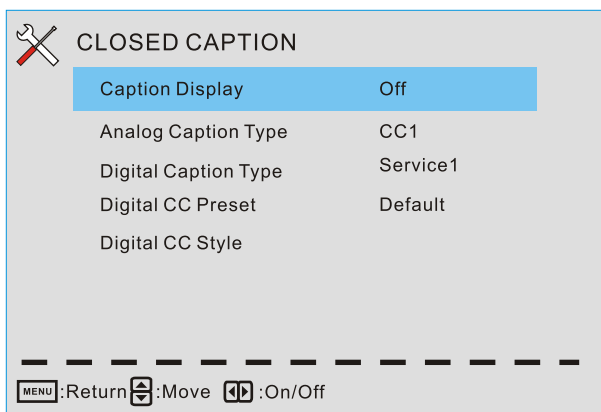 CLOSED CAPTION
Caption Display Off
Analog Caption Type CC1
Digital Caption Type Service1
Digital CC Preset Default
Digital CC Style
MENU :Return :Move :On/Off